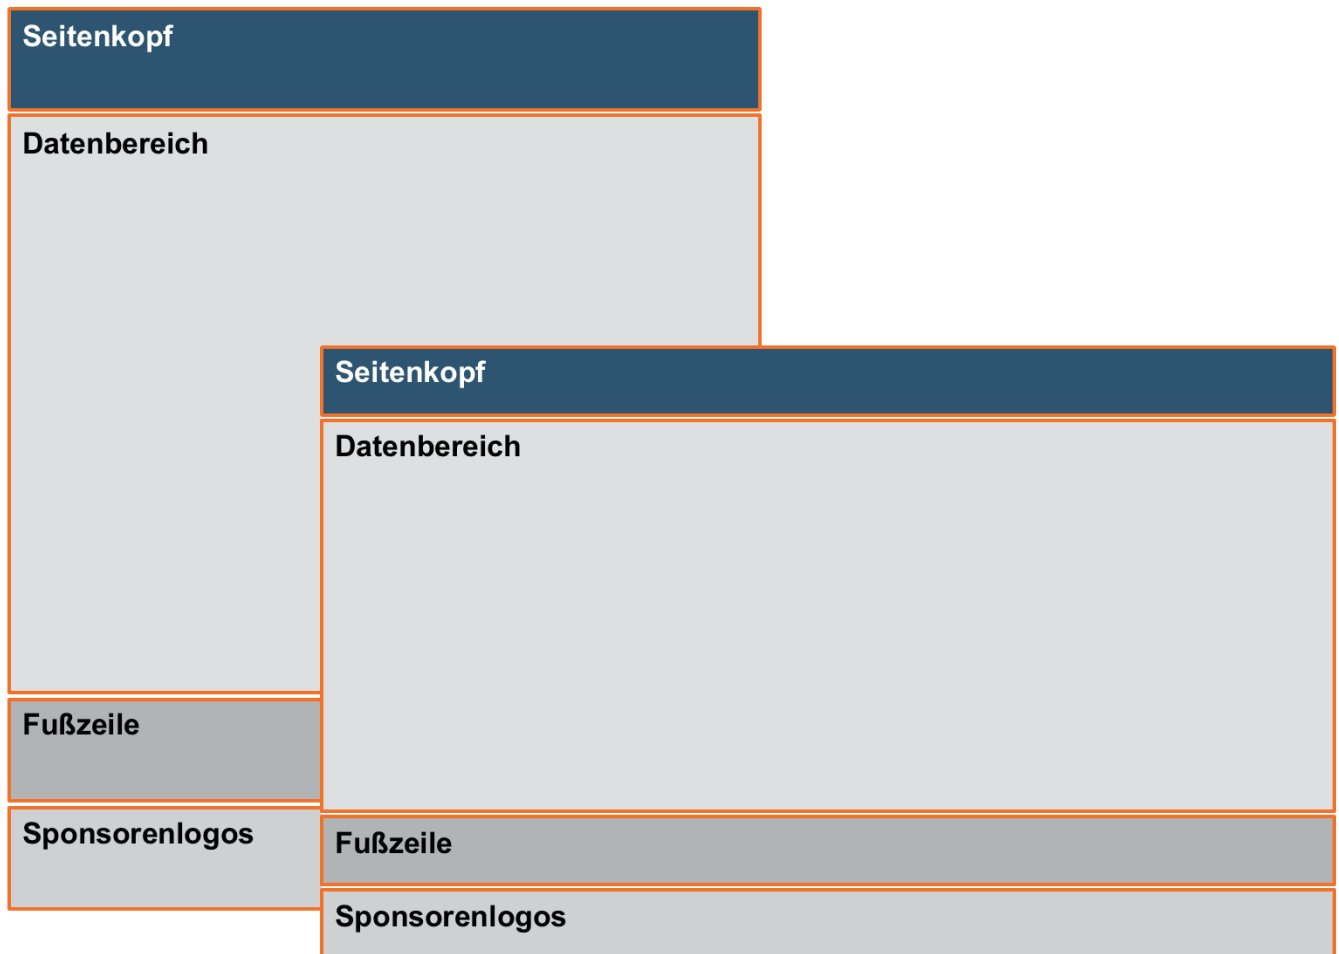 Seitenkopf
Datenbereich
Fußzeile
Sponsorenlogos
Seitenkopf
Datenbereich
Fußzeile
Sponsorenlogos